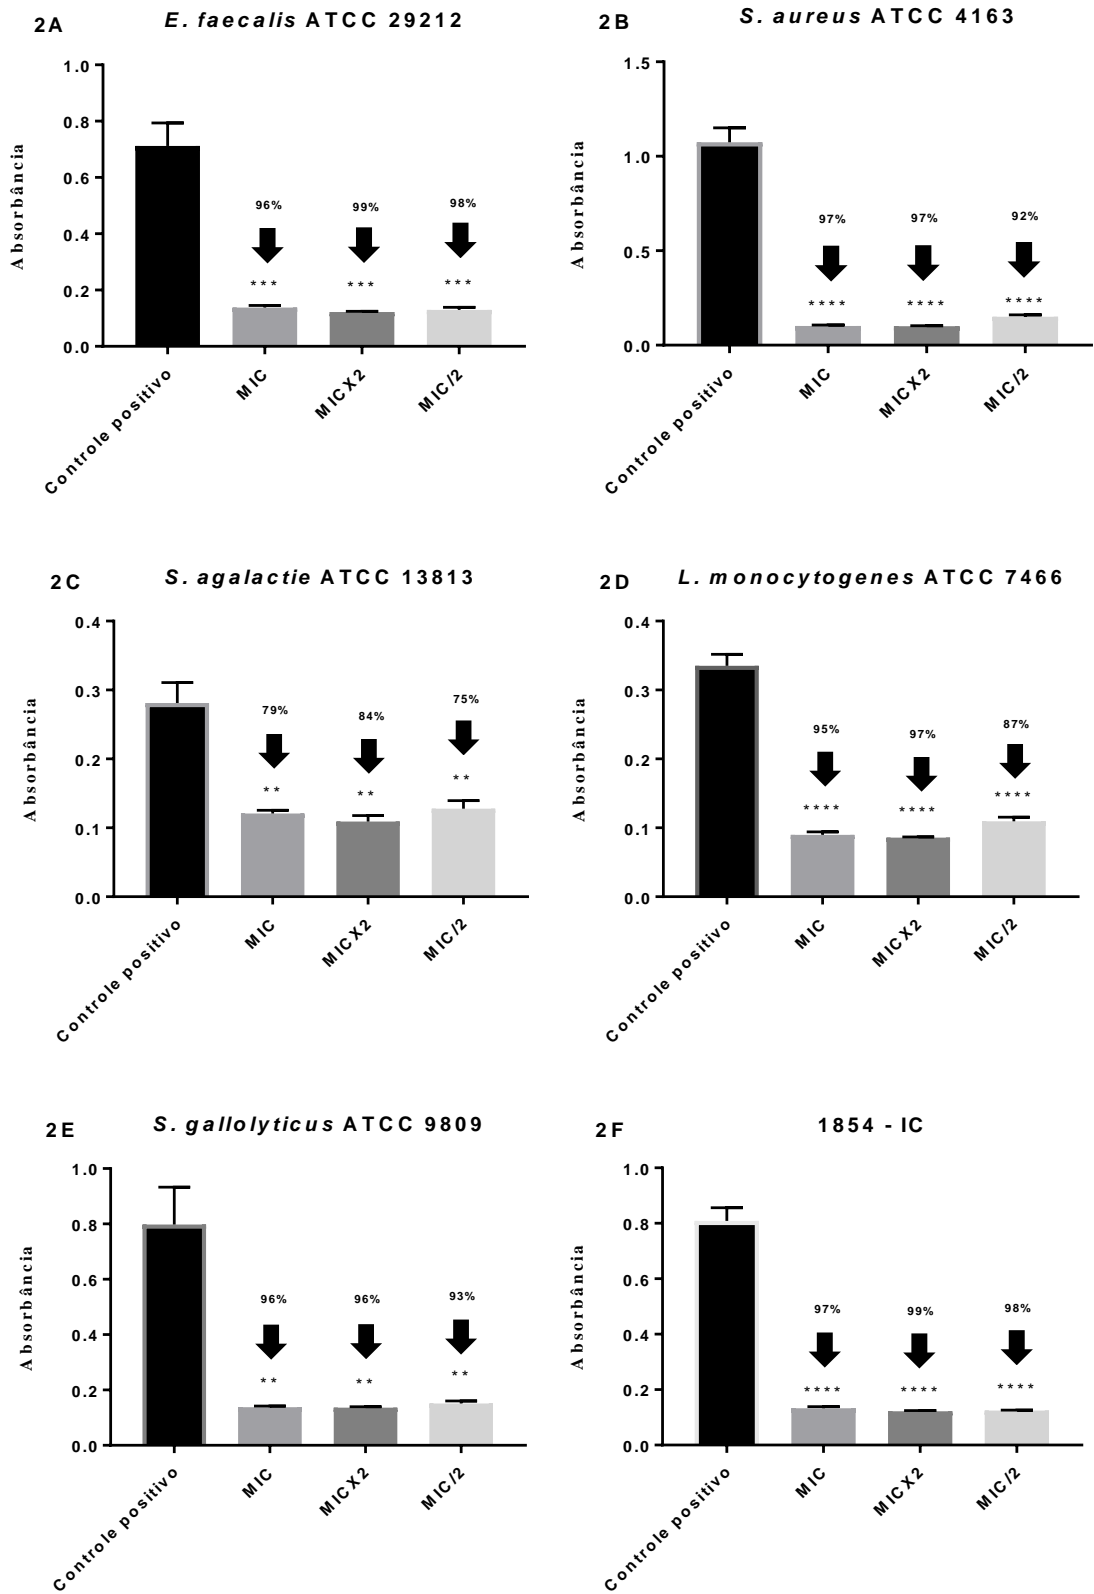 2A
E. faecalis ATCC 29212
Absorbância
1.0
0.8
0.6
0.4
0.2
0.0
96%
99%
98%
***
***
***
Controle positivo
MIC
MICX2
MIC/2
2B
S. aureus ATCC 4163
Absorbância
1.5
1.0
0.5
0.0
97%
97%
92%
****
****
****
Controle positivo
MIC
MICX2
MIC/2
2C
S. agalactie ATCC 13813
Absorbância
0.4
0.3
0.2
0.1
0.0
79%
84%
75%
**
**
**
Controle positivo
MIC
MICX2
MIC/2
2D
L. monocytogenes ATCC 7466
Absorbância
0.4
0.3
0.2
0.1
0.0
95%
97%
87%
****
****
****
Controle positivo
MIC
MICX2
MIC/2
2E
S. gallolyticus ATCC 9809
Absorbância
1.0
0.8
0.6
0.4
0.2
0.0
96%
96%
93%
**
**
**
Controle positivo
MIC
MICX2
MIC/2
2F
1854 - IC
Absorbância
1.0
0.8
0.6
0.4
0.2
0.0
97%
99%
98%
****
****
****
Controle positivo
MIC
MICX2
MIC/2